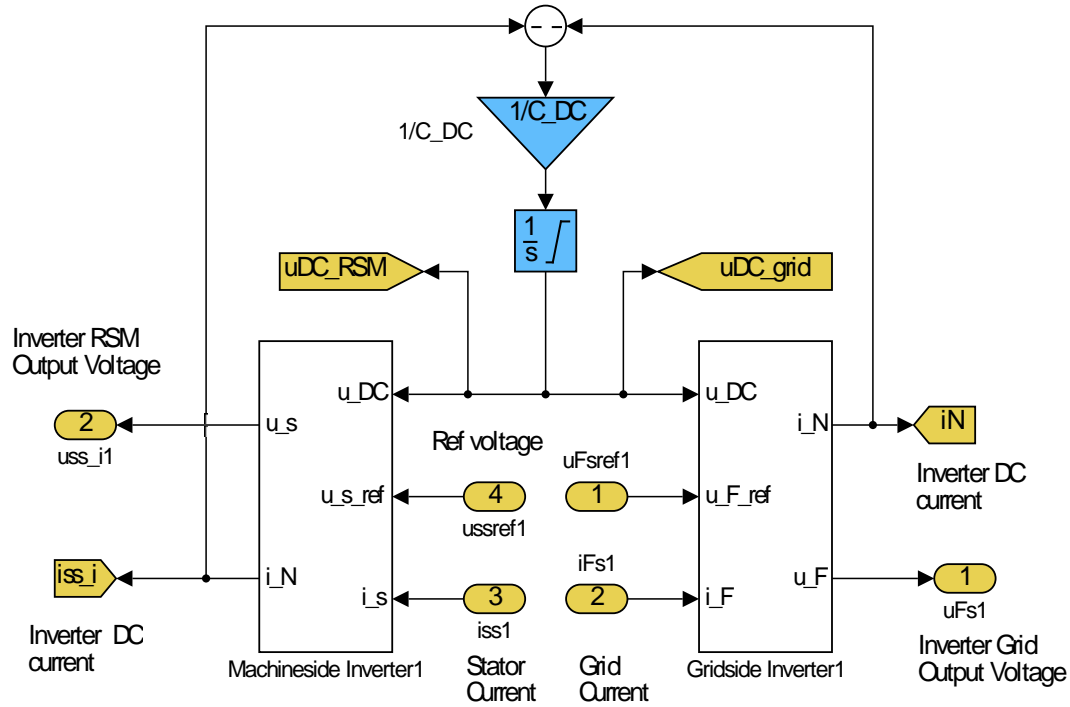 - -
1/C_DC
1/C_DC
1
s
uDC_RSM
uDC_grid
Inverter RSM
Output Voltage
u_DC
u_DC
2
u_s
i_N
iN
uss_i1
Ref voltage
uFsref1
Inverter DC
current
u_s_ref
4
1
u_F_ref
ussref1
iss_i
i_N
iFs1
u_F
1
i_s
3
2
i_F
uFs1
iss1
Inverter DC
current
Machineside Inverter1
Stator
Current
Grid
Current
Gridside Inverter1
Inverter Grid
Output Voltage